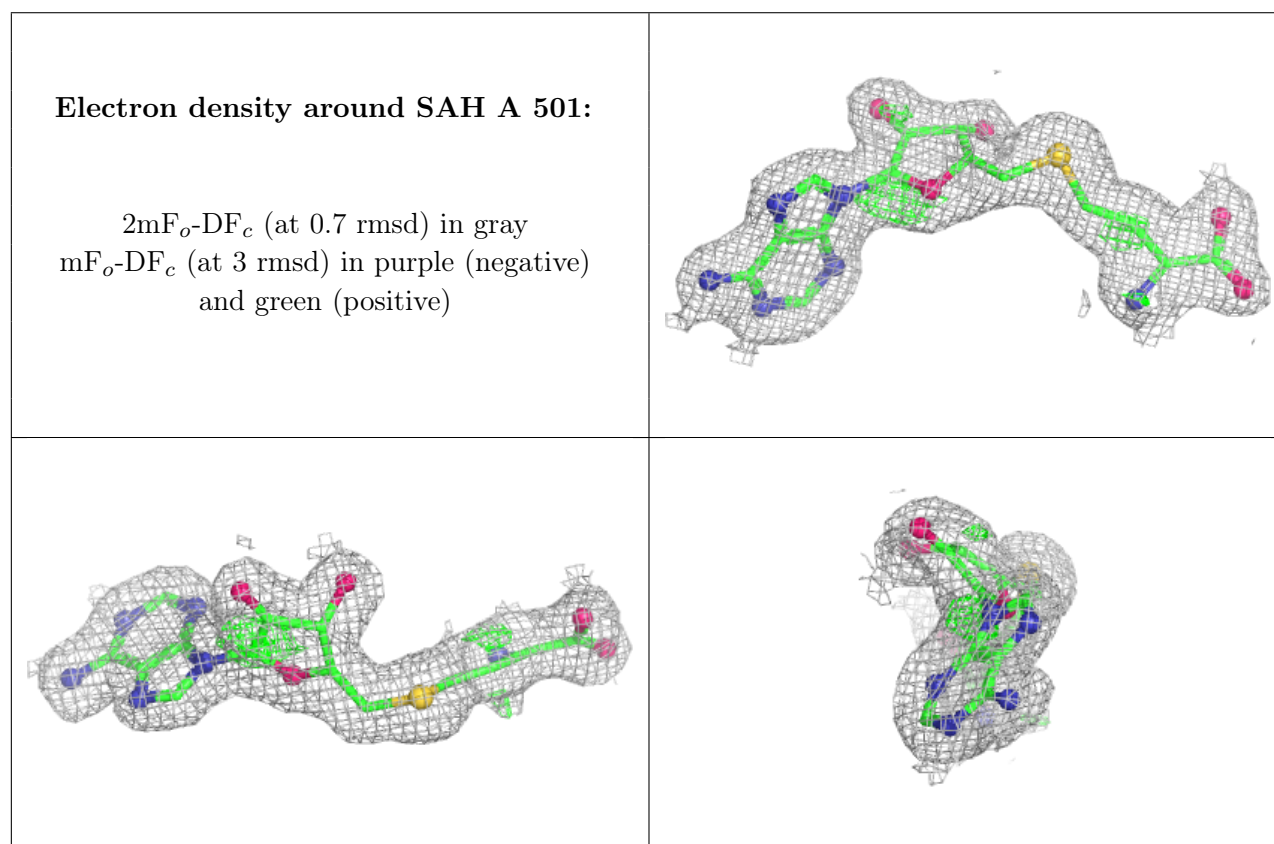 Electron density around SAH A 501:
2mFo-DFc (at 0.7 rmsd) in gray
mFo-DFc (at 3 rmsd) in purple (negative)
and green (positive)